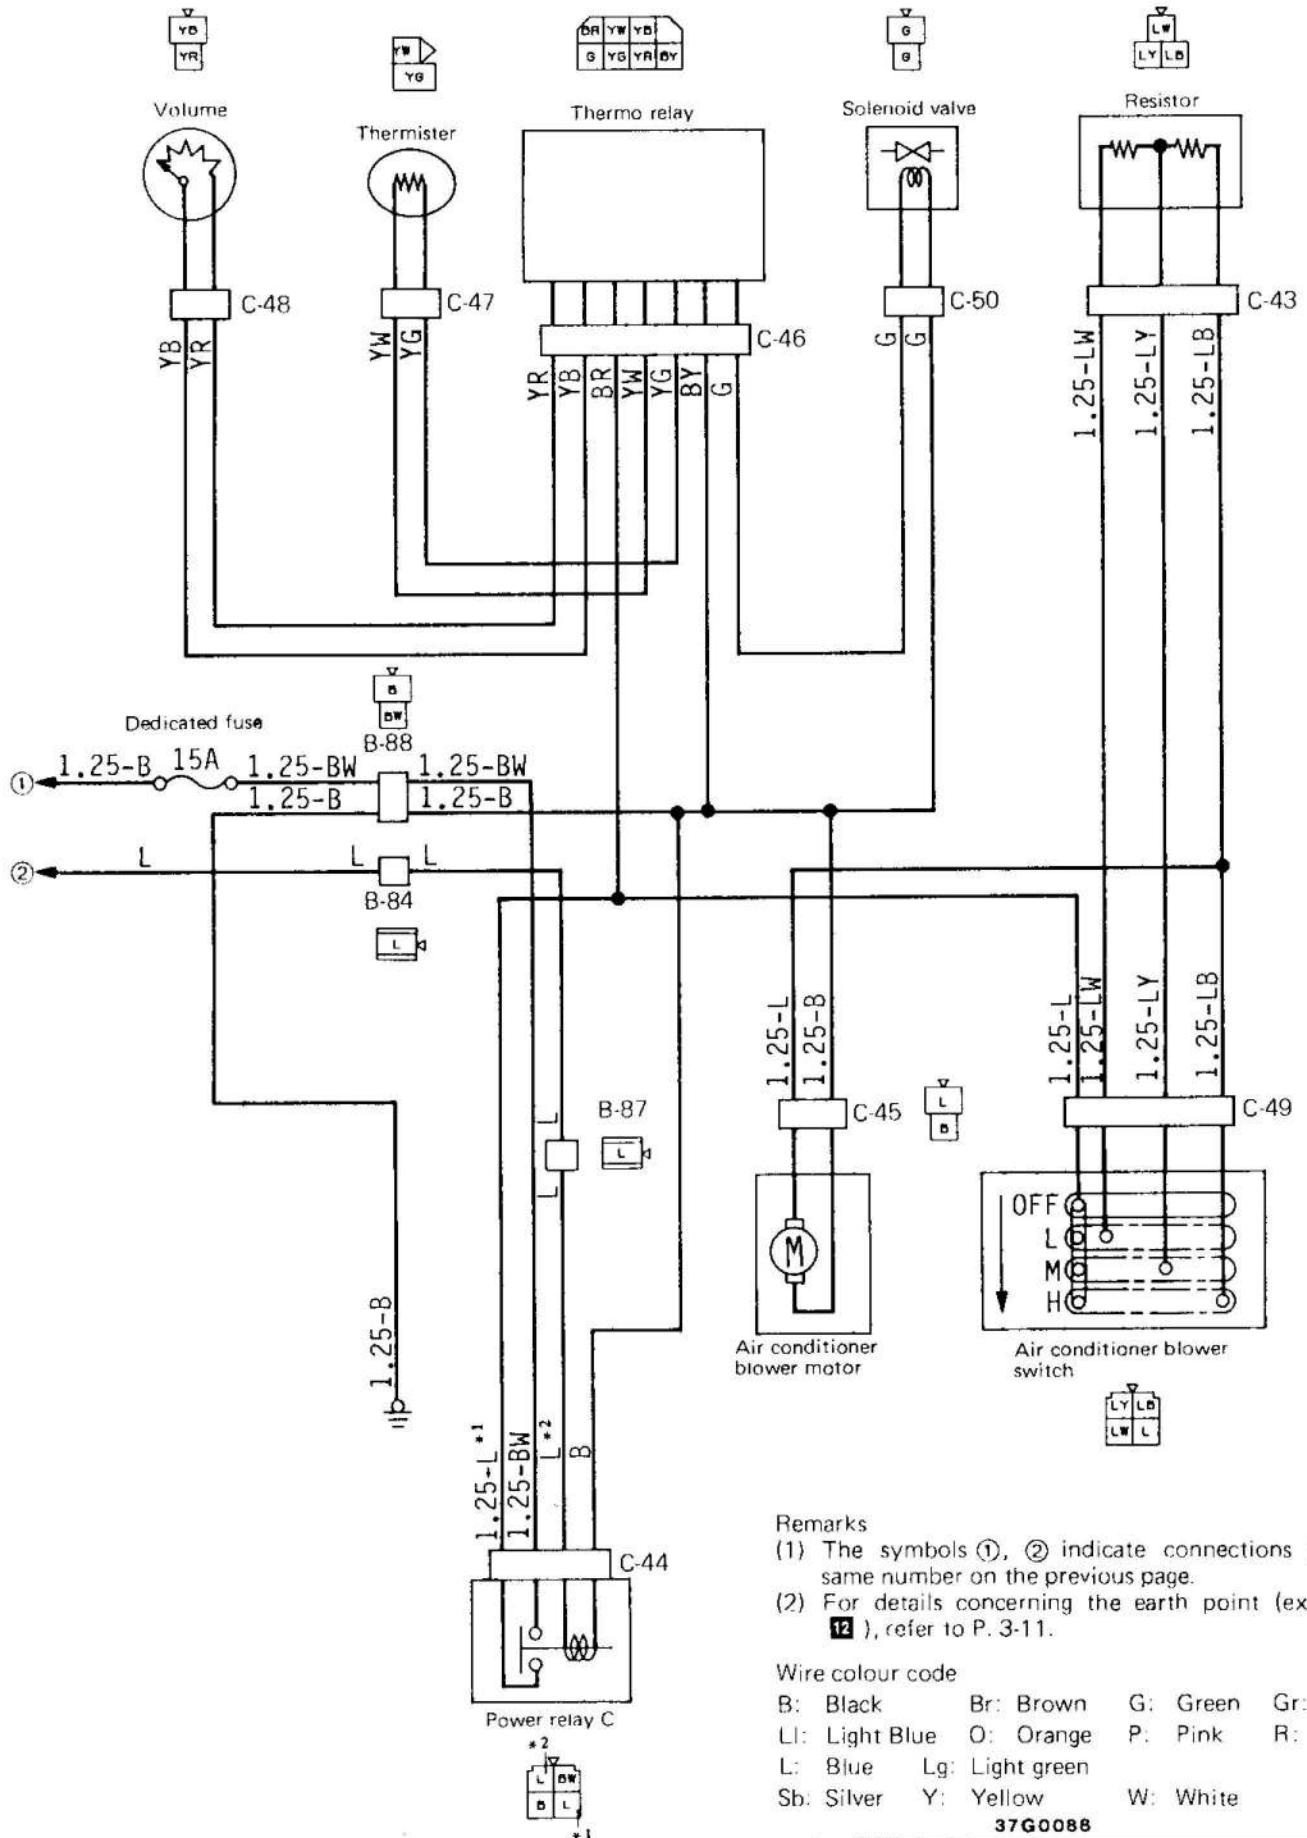 YB
YR
YW
YG
BR YW YB
G YG YR BY
G
G
LW
LY LB
Volume
Thermister
Thermo relay
Solenoid valve
Resistor
C-48
C-47
C-46
C-50
C-43
YB
YR
YW
YG
YR
YB
BR
YW
YG
BY
G
G
G
1.25-LW
1.25-LY
1.25-LB
B
BW
B-88
Dedicated fuse
① 1.25-B 15A 1.25-BW 1.25-BW
1.25-B 1.25-B
② L L L
B-84
L
1.25-L
1.25-B
1.25-L
1.25-LW
1.25-LY
1.25-LB
L
B-87
L
L
C-45
L
B
C-49
M
OFF
L
M
H
Air conditioner
blower motor
Air conditioner blower
switch
LY LB
LW L
1.25-B
1.25-L*1
1.25-BW
L*2
B
C-44
Power relay C
*2
L BW
B L
*1
Remarks
(1) The symbols ①, ② indicate connections
same number on the previous page.
(2) For details concerning the earth point (ex
12 ), refer to P. 3-11.
Wire colour code
B: Black Br: Brown G: Green Gr:
Ll: Light Blue O: Orange P: Pink R:
L: Blue Lg: Light green
Sb: Silver Y: Yellow W: White
37G0088